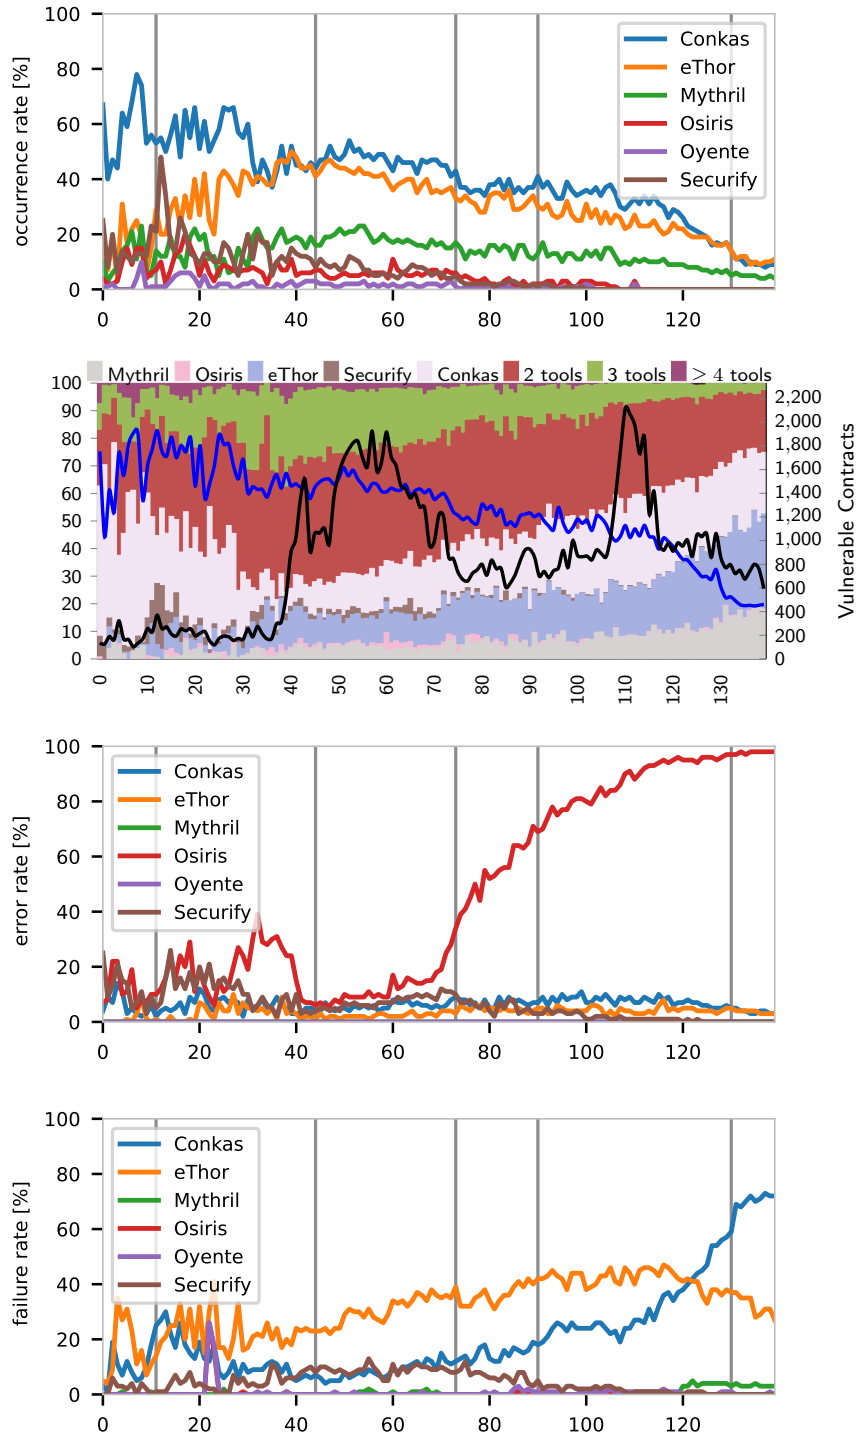 occurrence rate [%]
100
80
60
40
20
0
Conkas
eThor
Mythril
Osiris
Oyente
Securify
0 20 40 60 80 100 120
Mythril Osiris eThor Securify Conkas 2 tools 3 tools ≥ 4 tools
100
90
80
70
60
50
40
30
20
10
0
2,200
2,000
1,800
1,600
1,400
1,200
1,000
800
600
400
200
0
Vulnerable Contracts
0 10 20 30 40 50 60 70 80 90 100 110 120 130
error rate [%]
100
80
60
40
20
0
Conkas
eThor
Mythril
Osiris
Oyente
Securify
0 20 40 60 80 100 120
failure rate [%]
100
80
60
40
20
0
Conkas
eThor
Mythril
Osiris
Oyente
Securify
0 20 40 60 80 100 120